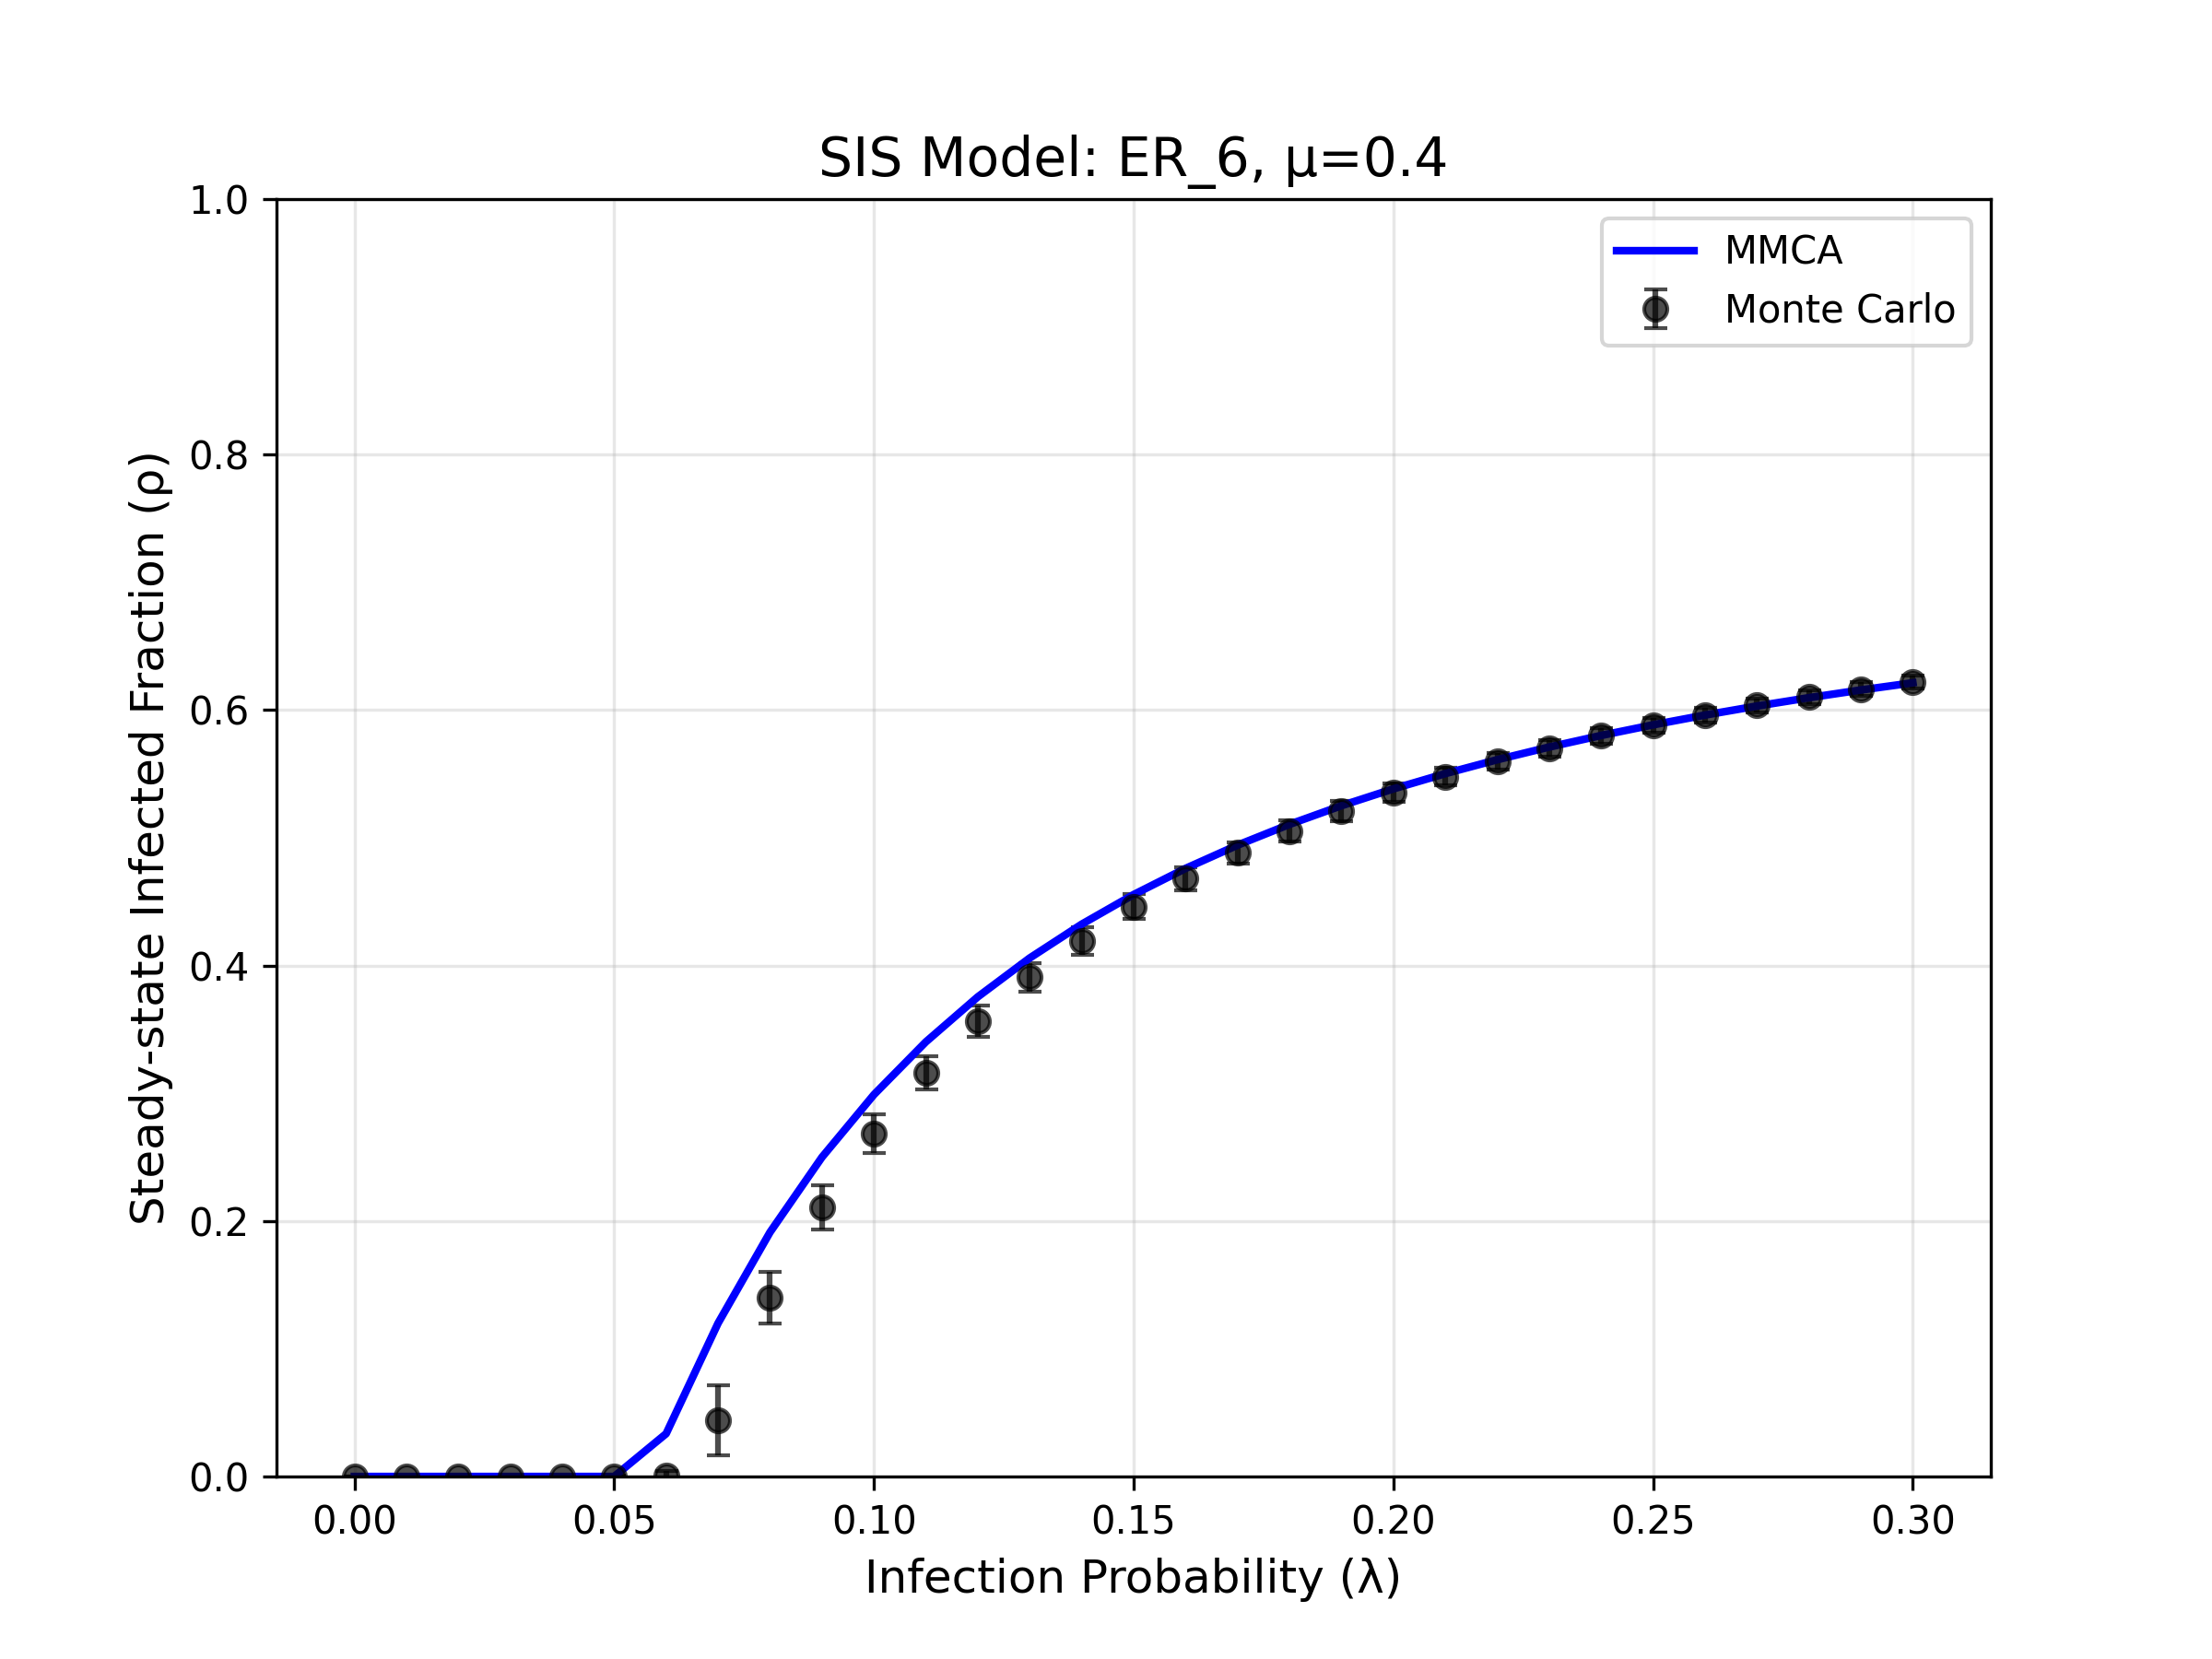 SIS Model: ER_6, μ=0.4
MMCA
Monte Carlo
Steady-state Infected Fraction (ρ)
1.0
0.8
0.6
0.4
0.2
0.0
0.00 0.05 0.10 0.15 0.20 0.25 0.30
Infection Probability (λ)